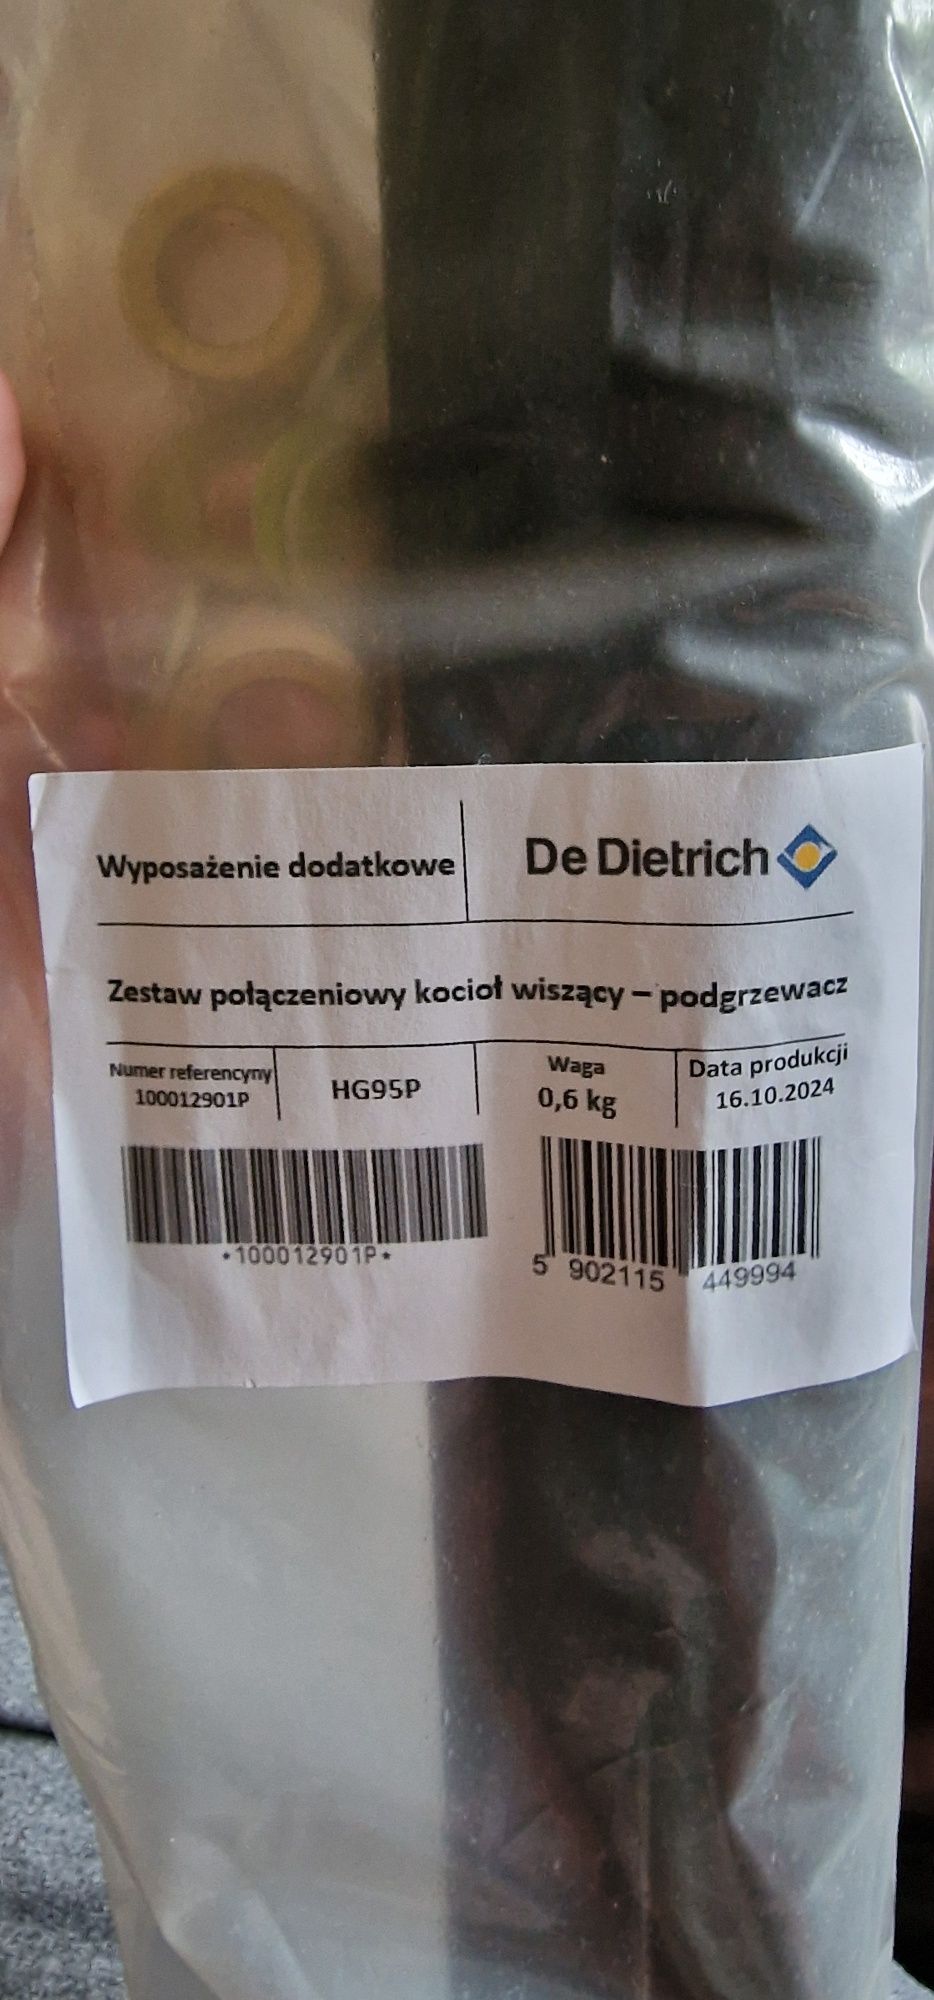 Wyposażenie dodatkowe
De Dietrich
Zestaw połączeniowy kocioł wiszący – podgrzewacz
Numer referencyny
100012901P
HG95P
Waga
0,6 kg
Data produkcji
16.10.2024
*100012901P*
5 902115 449994